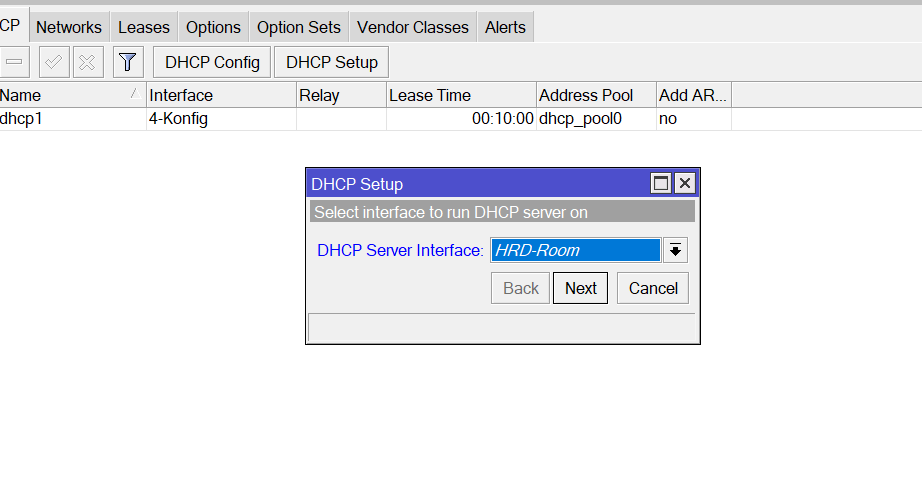 CP Networks Leases Options Option Sets Vendor Classes Alerts
DHCP Config DHCP Setup
Name Interface Relay Lease Time Address Pool Add AR...
dhcp1 4-Konfig 00:10:00 dhcp_pool0 no
DHCP Setup
Select interface to run DHCP server on
DHCP Server Interface: HRD-Room
Back Next Cancel